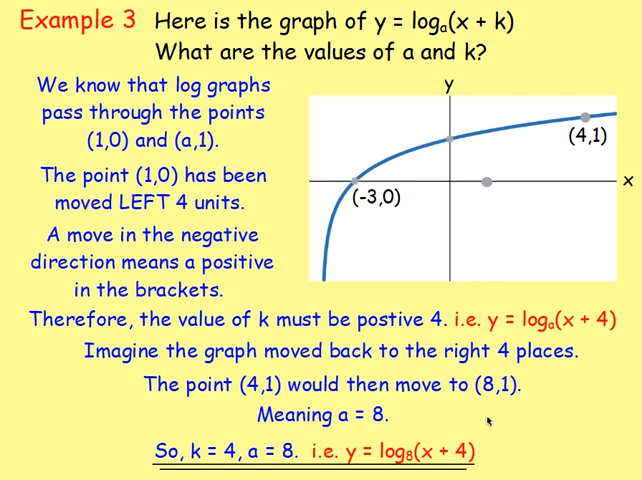 Example 3 Here is the graph of y = logₐ(x + k)
What are the values of a and k?
We know that log graphs
pass through the points
(1,0) and (a,1).
The point (1,0) has been
moved LEFT 4 units.
A move in the negative
direction means a positive
in the brackets.
y
(4,1)
x
(-3,0)
Therefore, the value of k must be postive 4. i.e. y = logₐ(x + 4)
Imagine the graph moved back to the right 4 places.
The point (4,1) would then move to (8,1).
Meaning a = 8.
So, k = 4, a = 8. i.e. y = log₈(x + 4)